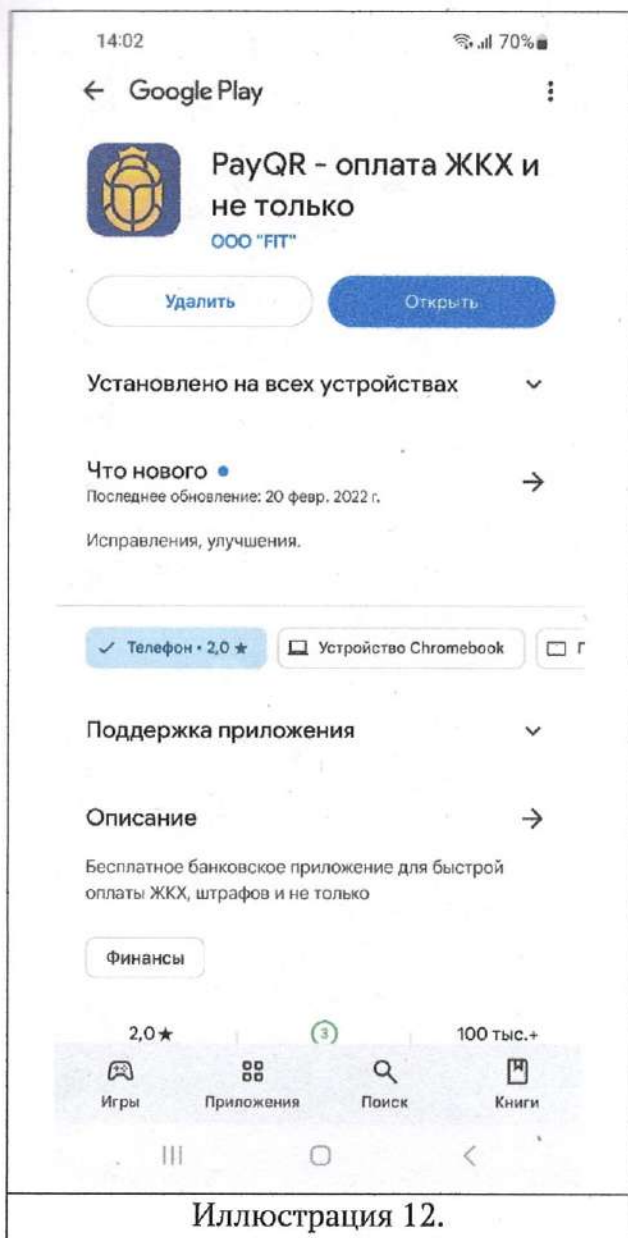 14:02 70%
← Google Play
PayQR - оплата ЖКХ и
не только
ООО "FIT"
Удалить Открыть
Установлено на всех устройствах
Что нового •
Последнее обновление: 20 февр. 2022 г.
Исправления, улучшения.
✓ Телефон • 2,0 ★ Устройство Chromebook
Поддержка приложения
Описание →
Бесплатное банковское приложение для быстрой
оплаты ЖКХ, штрафов и не только
Финансы
2,0★ 3 100 тыс.+
Игры Приложения Поиск Книги
Иллюстрация 12.